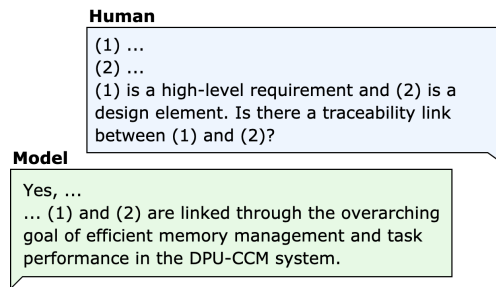 Human
(1) ...
(2) ...
(1) is a high-level requirement and (2) is a
design element. Is there a traceability link
between (1) and (2)?
Model
Yes, ...
... (1) and (2) are linked through the overarching
goal of efficient memory management and task
performance in the DPU-CCM system.